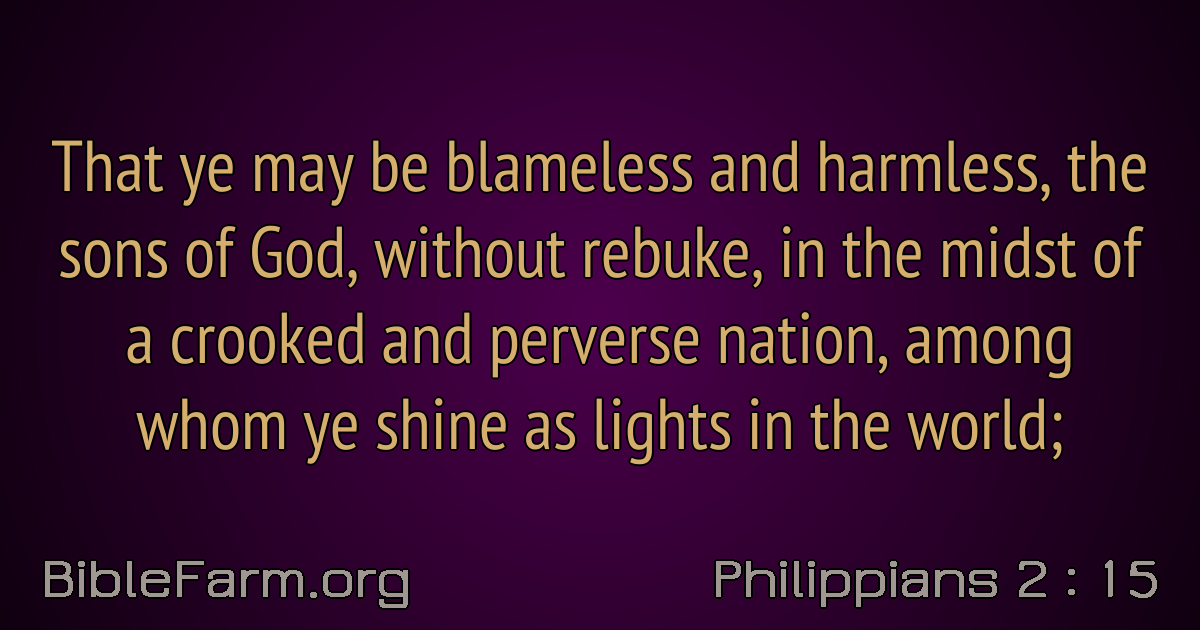 That ye may be blameless and harmless, the
sons of God, without rebuke, in the midst of
a crooked and perverse nation, among
whom ye shine as lights in the world;
BibleFarm.org
Philippians 2 : 15